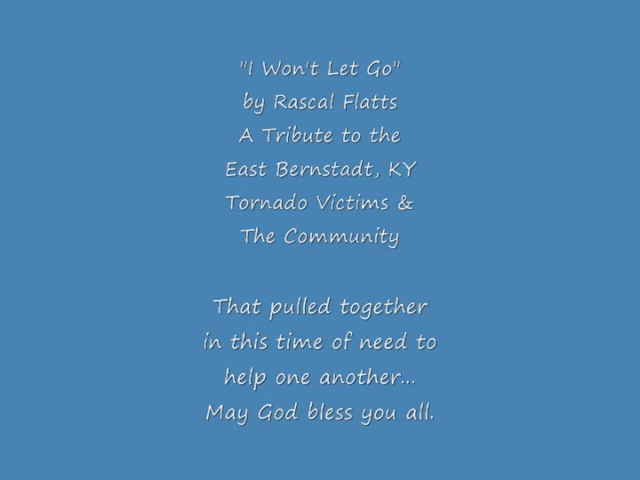 "I Won't Let Go"
by Rascal Flatts
A Tribute to the
East Bernstadt, KY
Tornado Victims &
The Community
That pulled together
in this time of need to
help one another...
May God bless you all.